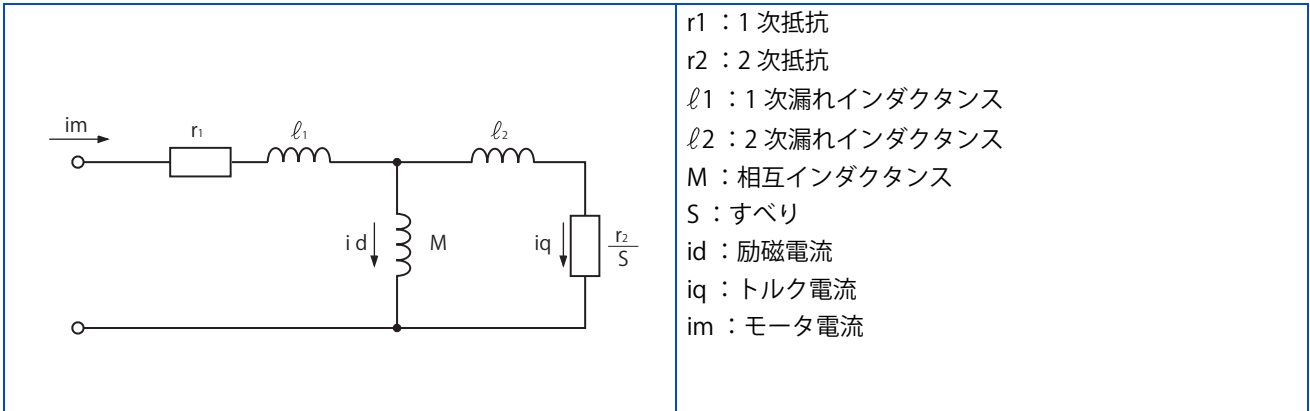 im
r1
ℓ1
ℓ2
id
M
iq
r2
S
r1 ：1 次抵抗
r2 ：2 次抵抗
ℓ1 ：1 次漏れインダクタンス
ℓ2 ：2 次漏れインダクタンス
M ：相互インダクタンス
S ：すべり
id ：励磁電流
iq ：トルク電流
im ：モータ電流